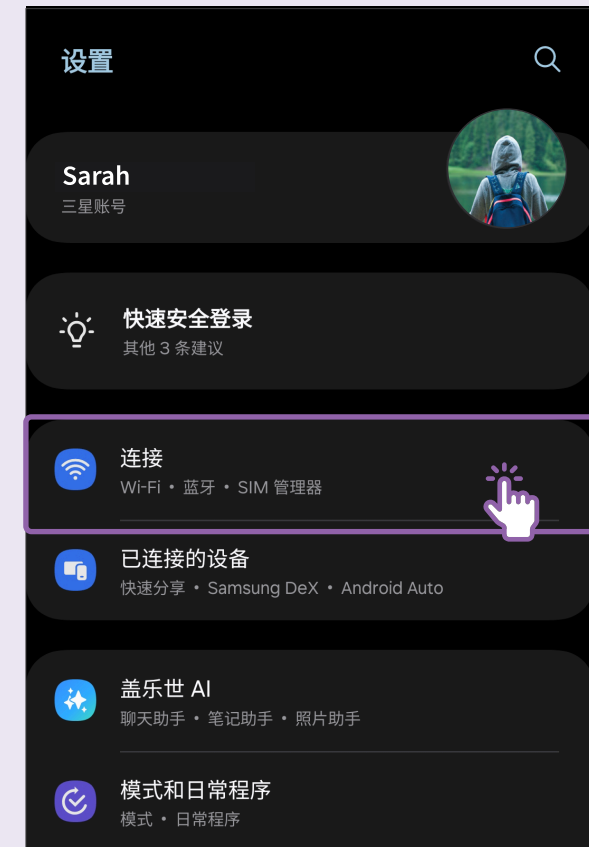 设置
Sarah
三星账号
快速安全登录
其他 3 条建议
连接
Wi-Fi • 蓝牙 • SIM 管理器
已连接的设备
快速分享 • Samsung DeX • Android Auto
盖乐世 AI
聊天助手 • 笔记助手 • 照片助手
模式和日常程序
模式 • 日常程序